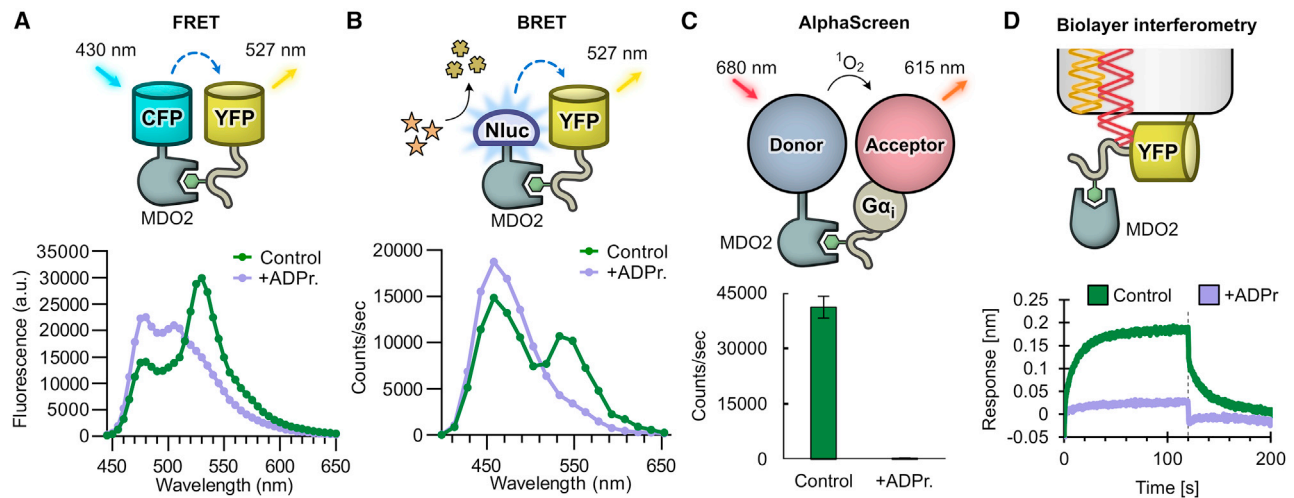 A
FRET
430 nm
527 nm
CFP
YFP
MDO2
35000
30000
25000
20000
15000
10000
5000
0
450
500
550
600
650
Fluorescence (a.u.)
Wavelength (nm)
Control
+ADPr.
B
BRET
527 nm
Nluc
YFP
MDO2
20000
15000
10000
5000
0
450
550
650
Counts/sec
Wavelength (nm)
Control
+ADPr.
C
AlphaScreen
680 nm
1O2
615 nm
Donor
Acceptor
Gαi
MDO2
45000
30000
15000
0
Counts/sec
Control
+ADPr.
D
Biolayer interferometry
YFP
MDO2
Control
+ADPr
0.25
0.2
0.15
0.1
0.05
0
-0.05
0
100
200
Response [nm]
Time [s]